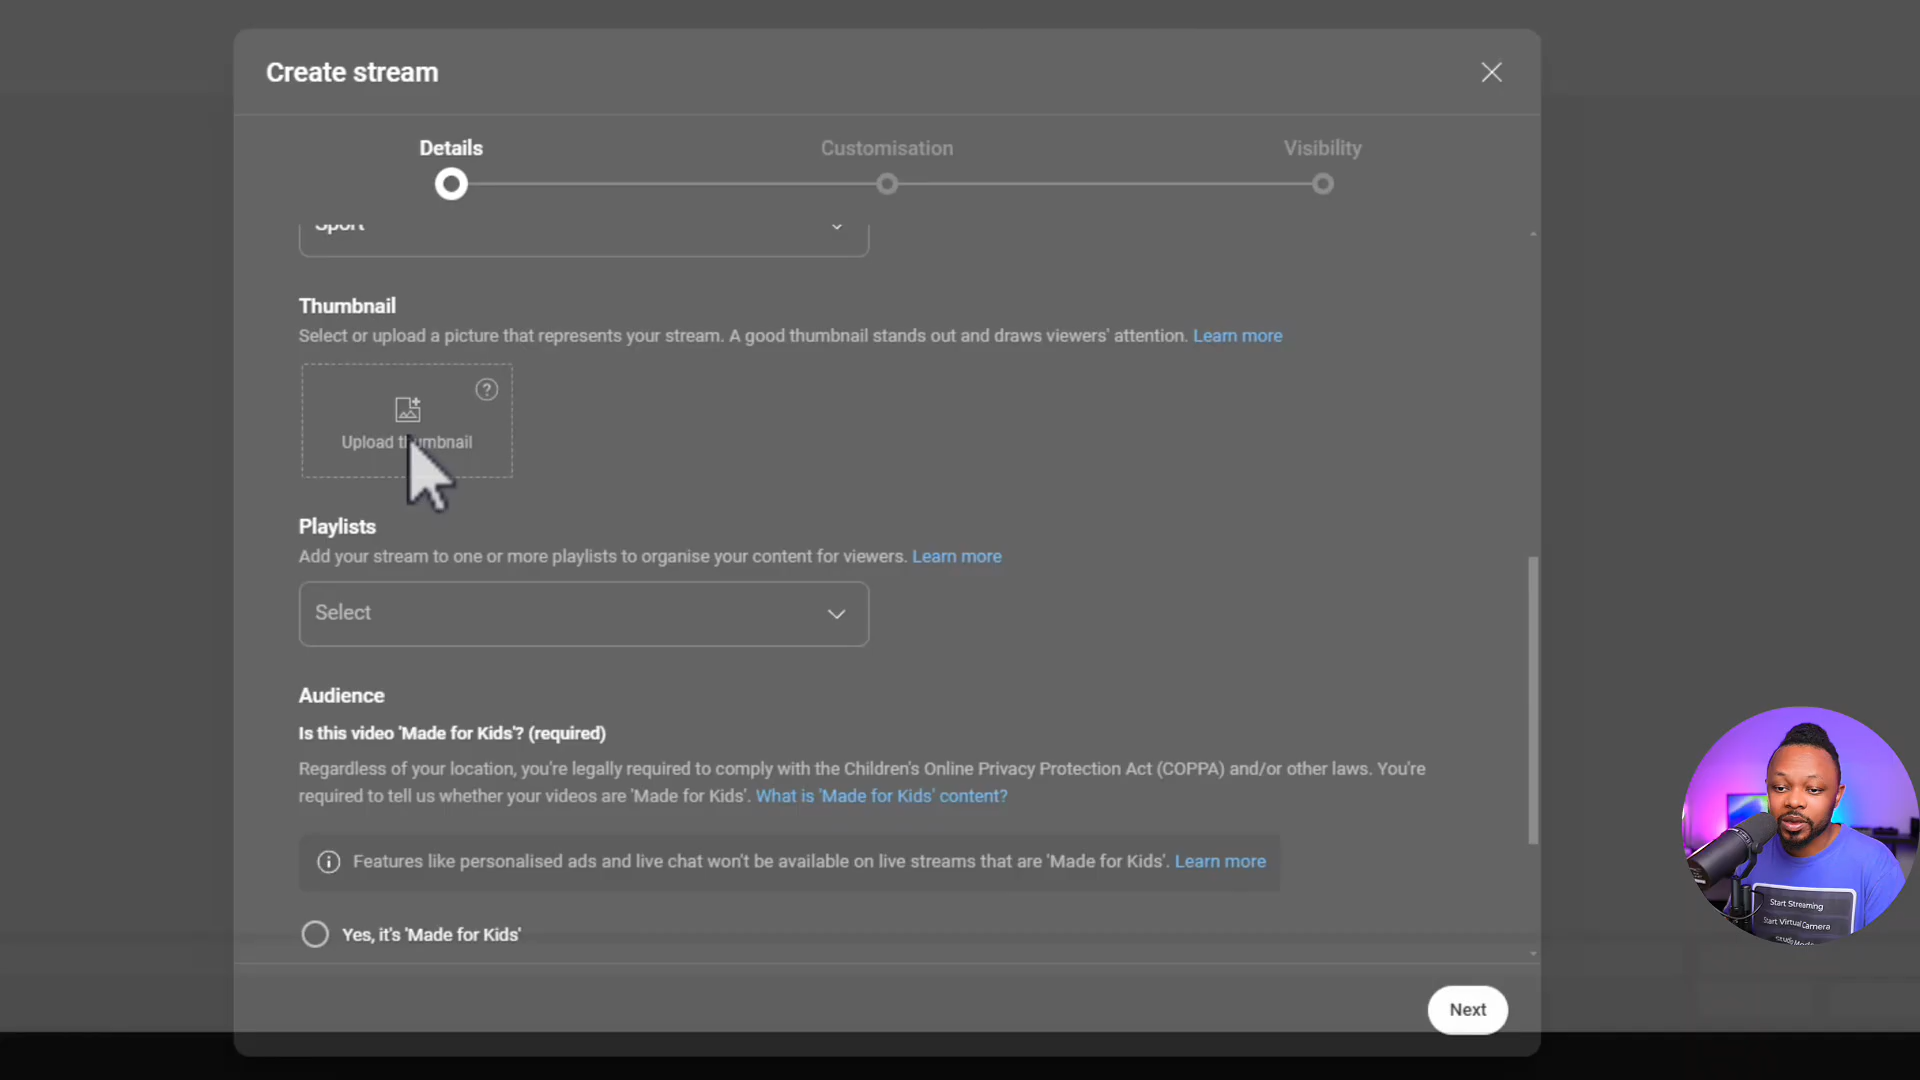 Create stream
Details
Customisation
Visibility
Sport
Thumbnail
Select or upload a picture that represents your stream. A good thumbnail stands out and draws viewers' attention. Learn more
Upload thumbnail
Playlists
Add your stream to one or more playlists to organise your content for viewers. Learn more
Select
Audience
Is this video 'Made for Kids'? (required)
Regardless of your location, you're legally required to comply with the Children's Online Privacy Protection Act (COPPA) and/or other laws. You're
required to tell us whether your videos are 'Made for Kids'. What is 'Made for Kids' content?
Features like personalised ads and live chat won't be available on live streams that are 'Made for Kids'. Learn more
Yes, it's 'Made for Kids'
Next
Start Streaming
Start Virtual Camera
Studio Mode